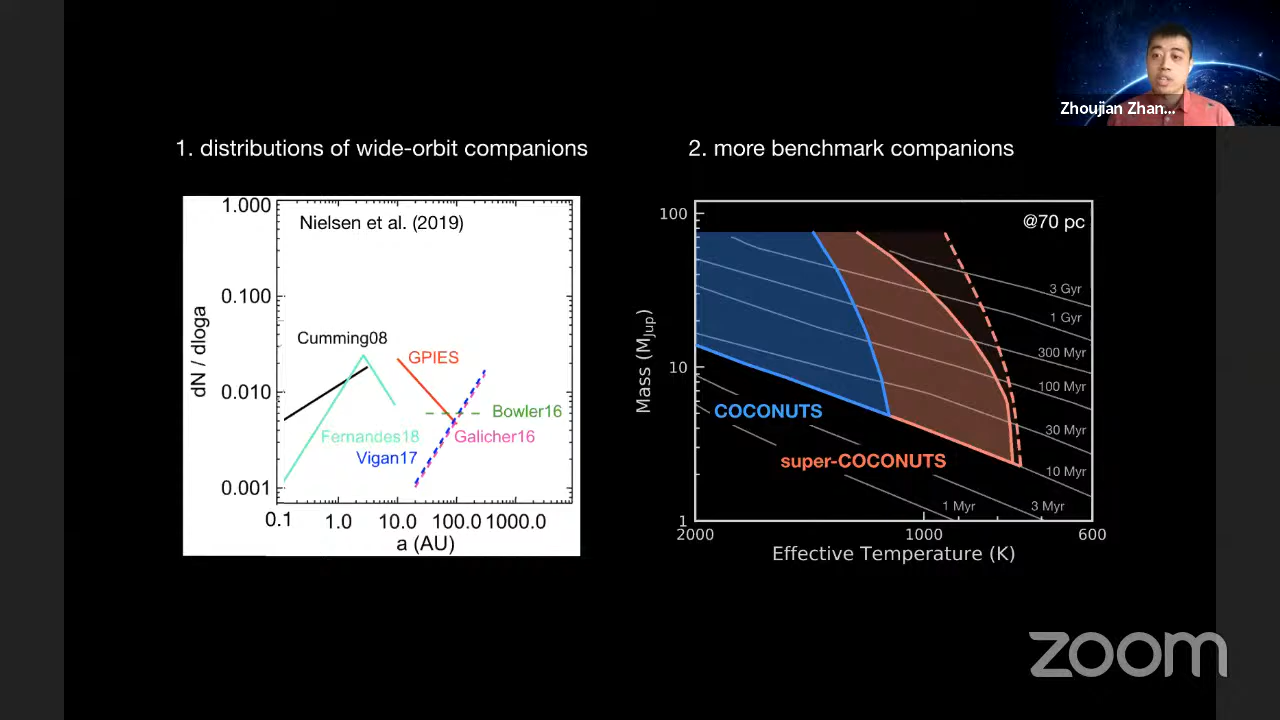 Zhoujian Zhan...
1. distributions of wide-orbit companions
2. more benchmark companions
1.000
Nielsen et al. (2019)
0.100
dN / dloga
Cumming08
GPIES
0.010
Bowler16
Fernandes18
Galicher16
Vigan17
0.001
0.1
1.0
10.0
100.0
1000.0
a (AU)
100
@70 pc
3 Gyr
1 Gyr
300 Myr
Mass (MJup)
10
100 Myr
COCONUTS
30 Myr
super-COCONUTS
10 Myr
1 Myr
3 Myr
1
2000
1000
600
Effective Temperature (K)
zoom